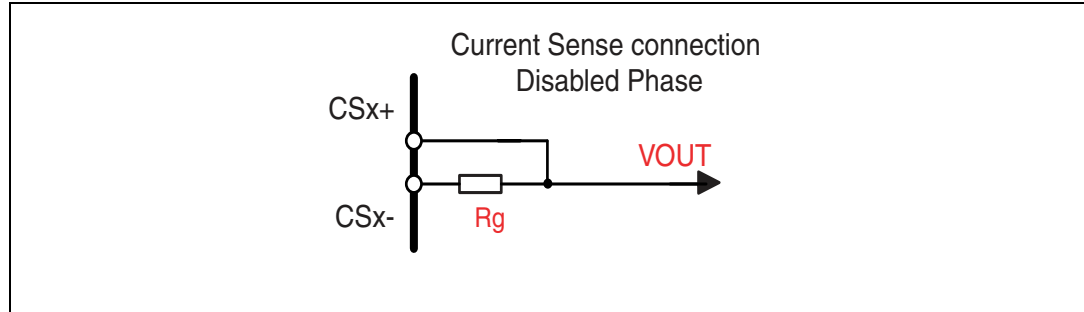 Current Sense connection
Disabled Phase
CSx+
VOUT
CSx-
Rg